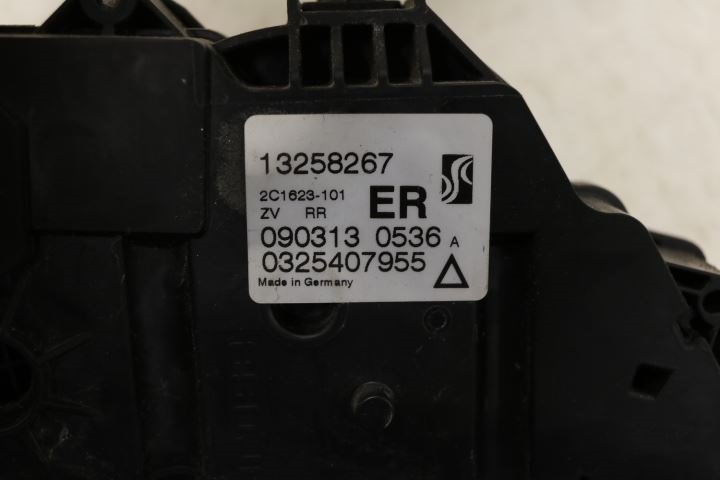 13258267
2C1623-101
ZV RR ER
090313 0536 A
0325407955
Made in Germany